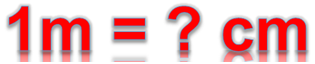 1m = ? cm